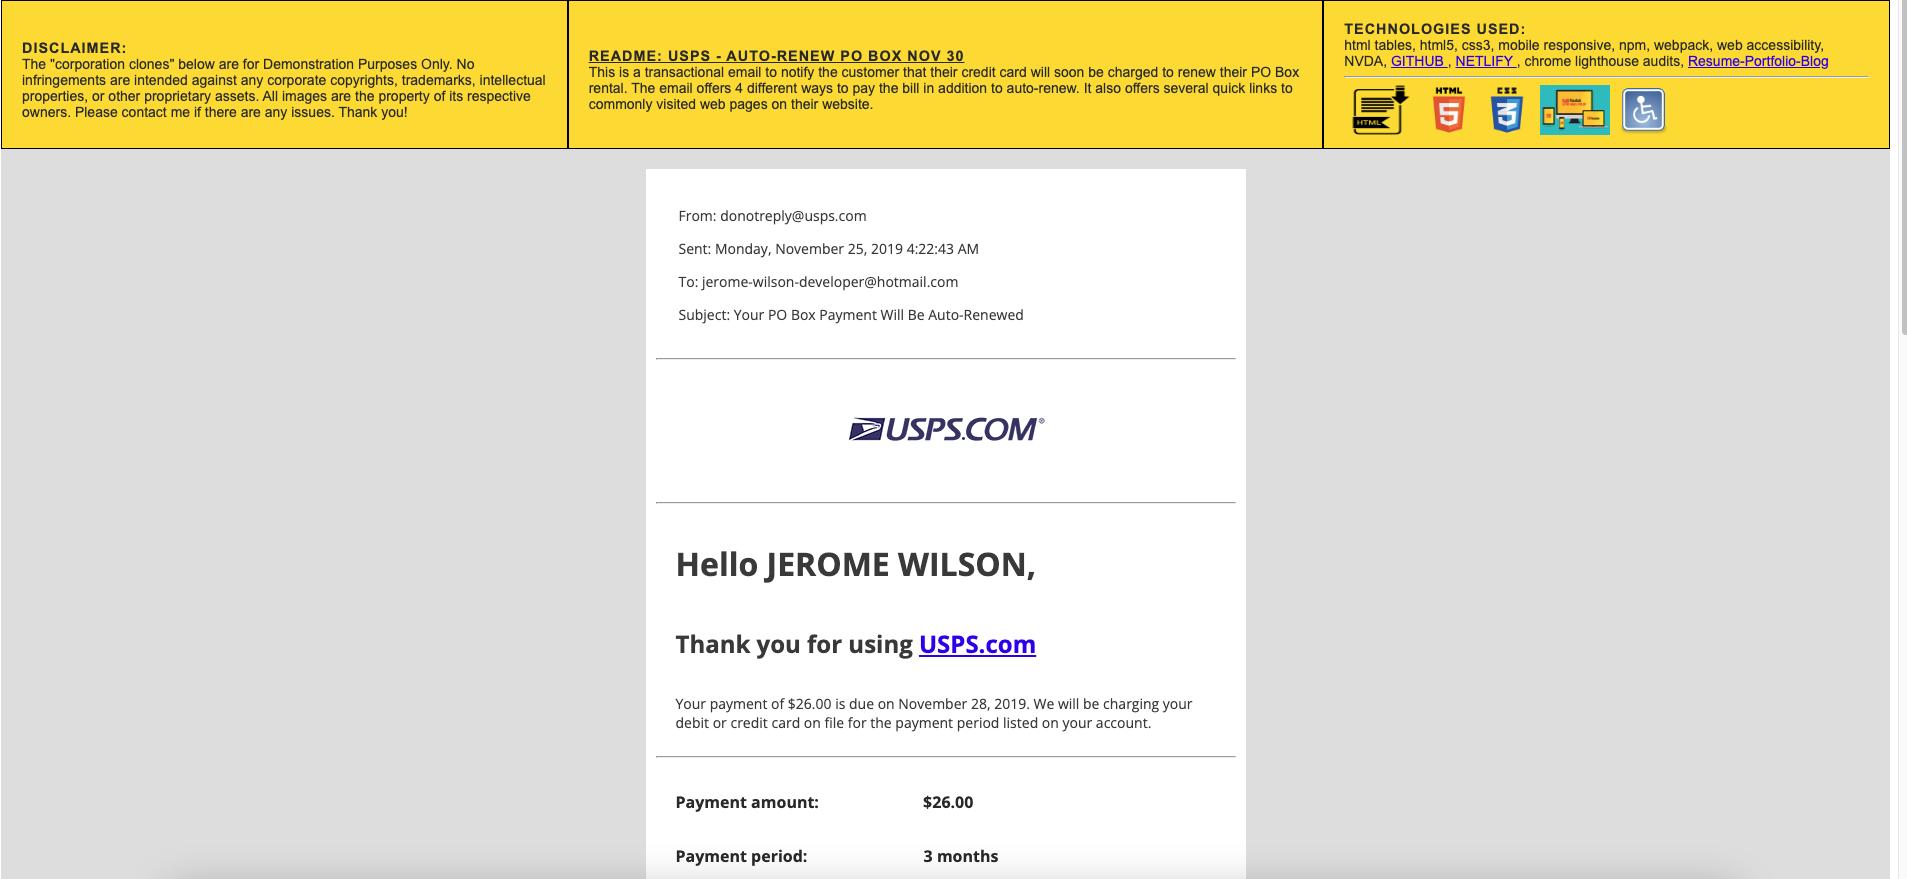 DISCLAIMER:
The "corporation clones" below are for Demonstration Purposes Only. No
infringements are intended against any corporate copyrights, trademarks, intellectual
properties, or other proprietary assets. All images are the property of its respective
owners. Please contact me if there are any issues. Thank you!
README: USPS - AUTO-RENEW PO BOX NOV 30
This is a transactional email to notify the customer that their credit card will soon be charged to renew their PO Box
rental. The email offers 4 different ways to pay the bill in addition to auto-renew. It also offers several quick links to
commonly visited web pages on their website.
TECHNOLOGIES USED:
html tables, html5, css3, mobile responsive, npm, webpack, web accessibility,
NVDA, GITHUB , NETLIFY , chrome lighthouse audits, Resume-Portfolio-Blog
HTML
HTML
5
CSS
3
From: donotreply@usps.com
Sent: Monday, November 25, 2019 4:22:43 AM
To: jerome-wilson-developer@hotmail.com
Subject: Your PO Box Payment Will Be Auto-Renewed
USPS.COM®
Hello JEROME WILSON,
Thank you for using USPS.com
Your payment of $26.00 is due on November 28, 2019. We will be charging your
debit or credit card on file for the payment period listed on your account.
Payment amount: $26.00
Payment period: 3 months